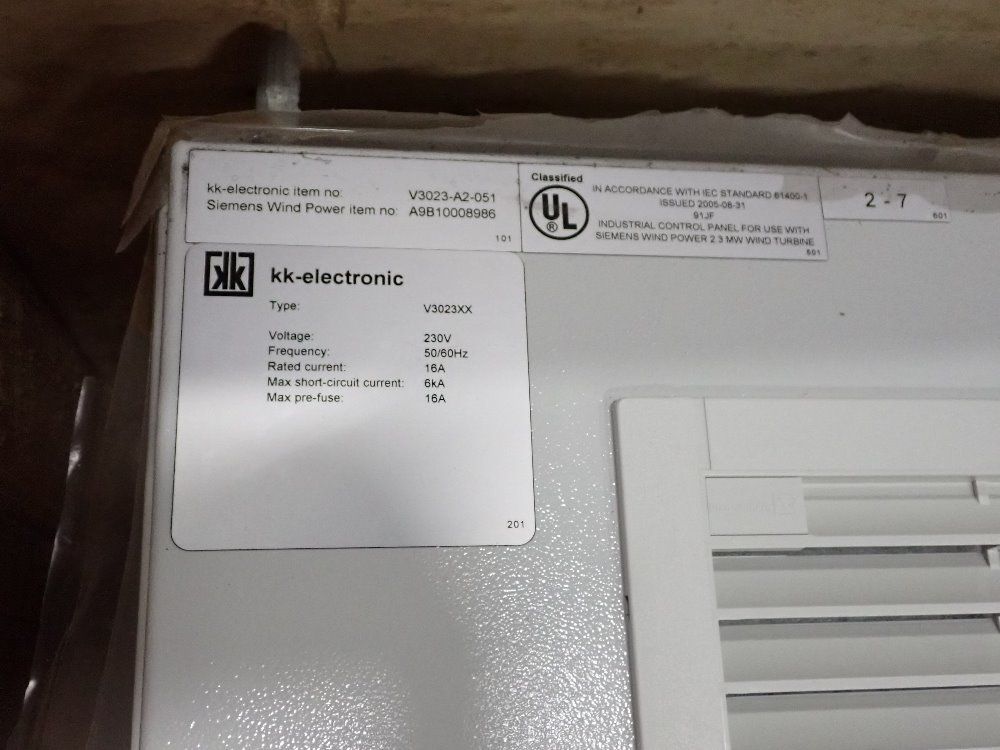 kk-electronic item no: V3023-A2-051
Siemens Wind Power item no: A9B10008986
101
Classified
UL
®
IN ACCORDANCE WITH IEC STANDARD 61400-1
ISSUED 2005-08-31
91JF
INDUSTRIAL CONTROL PANEL FOR USE WITH
SIEMENS WIND POWER 2.3 MW WIND TURBINE
501
2 - 7
601
kk kk-electronic
Type: V3023XX
Voltage: 230V
Frequency: 50/60Hz
Rated current: 16A
Max short-circuit current: 6kA
Max pre-fuse: 16A
201